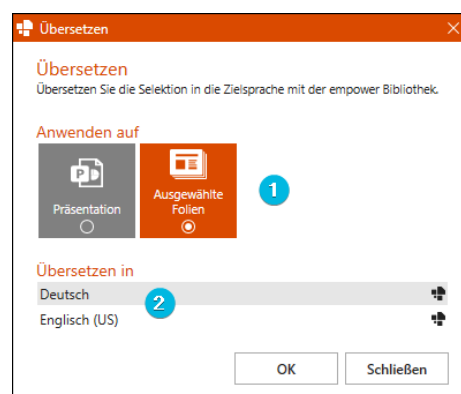 Übersetzen
Übersetzen
Übersetzen Sie die Selektion in die Zielsprache mit der empower Bibliothek.
Anwenden auf
Präsentation
Ausgewählte
Folien
1
Übersetzen in
Deutsch
2
Englisch (US)
OK
Schließen